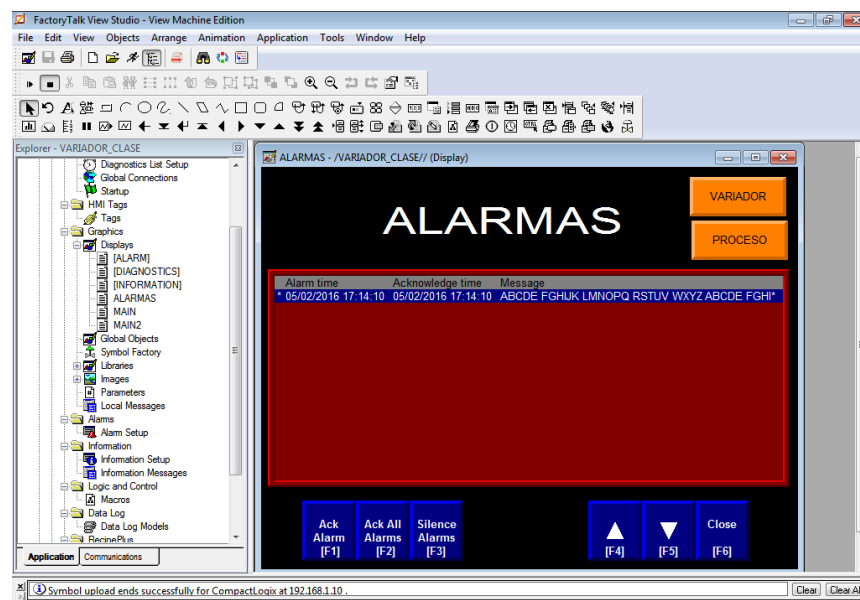 FactoryTalk View Studio - View Machine Edition
File Edit View Objects Arrange Animation Application Tools Window Help
Explorer - VARIADOR_CLASE
Diagnostics List Setup
Global Connections
Startup
HMI Tags
Tags
Graphics
Displays
[ALARM]
[DIAGNOSTICS]
[INFORMATION]
ALARMAS
MAIN
MAIN2
Global Objects
Symbol Factory
Libraries
Images
Parameters
Local Messages
Alarms
Alarm Setup
Information
Information Setup
Information Messages
Logic and Control
Macros
Data Log
Data Log Models
RecipePlus
Application Communications
ALARMAS - /VARIADOR_CLASE// (Display)
ALARMAS
VARIADOR
PROCESO
Alarm time Acknowledge time Message
* 05/02/2016 17:14:10 05/02/2016 17:14:10 ABCDE FGHIJK LMNOPQ RSTUV WXYZ ABCDE FGHI*
Ack
Alarm
[F1]
Ack All
Alarms
[F2]
Silence
Alarms
[F3]
[F4]
[F5]
Close
[F6]
Symbol upload ends successfully for CompactLogix at 192.168.1.10 .
Clear Clear Al